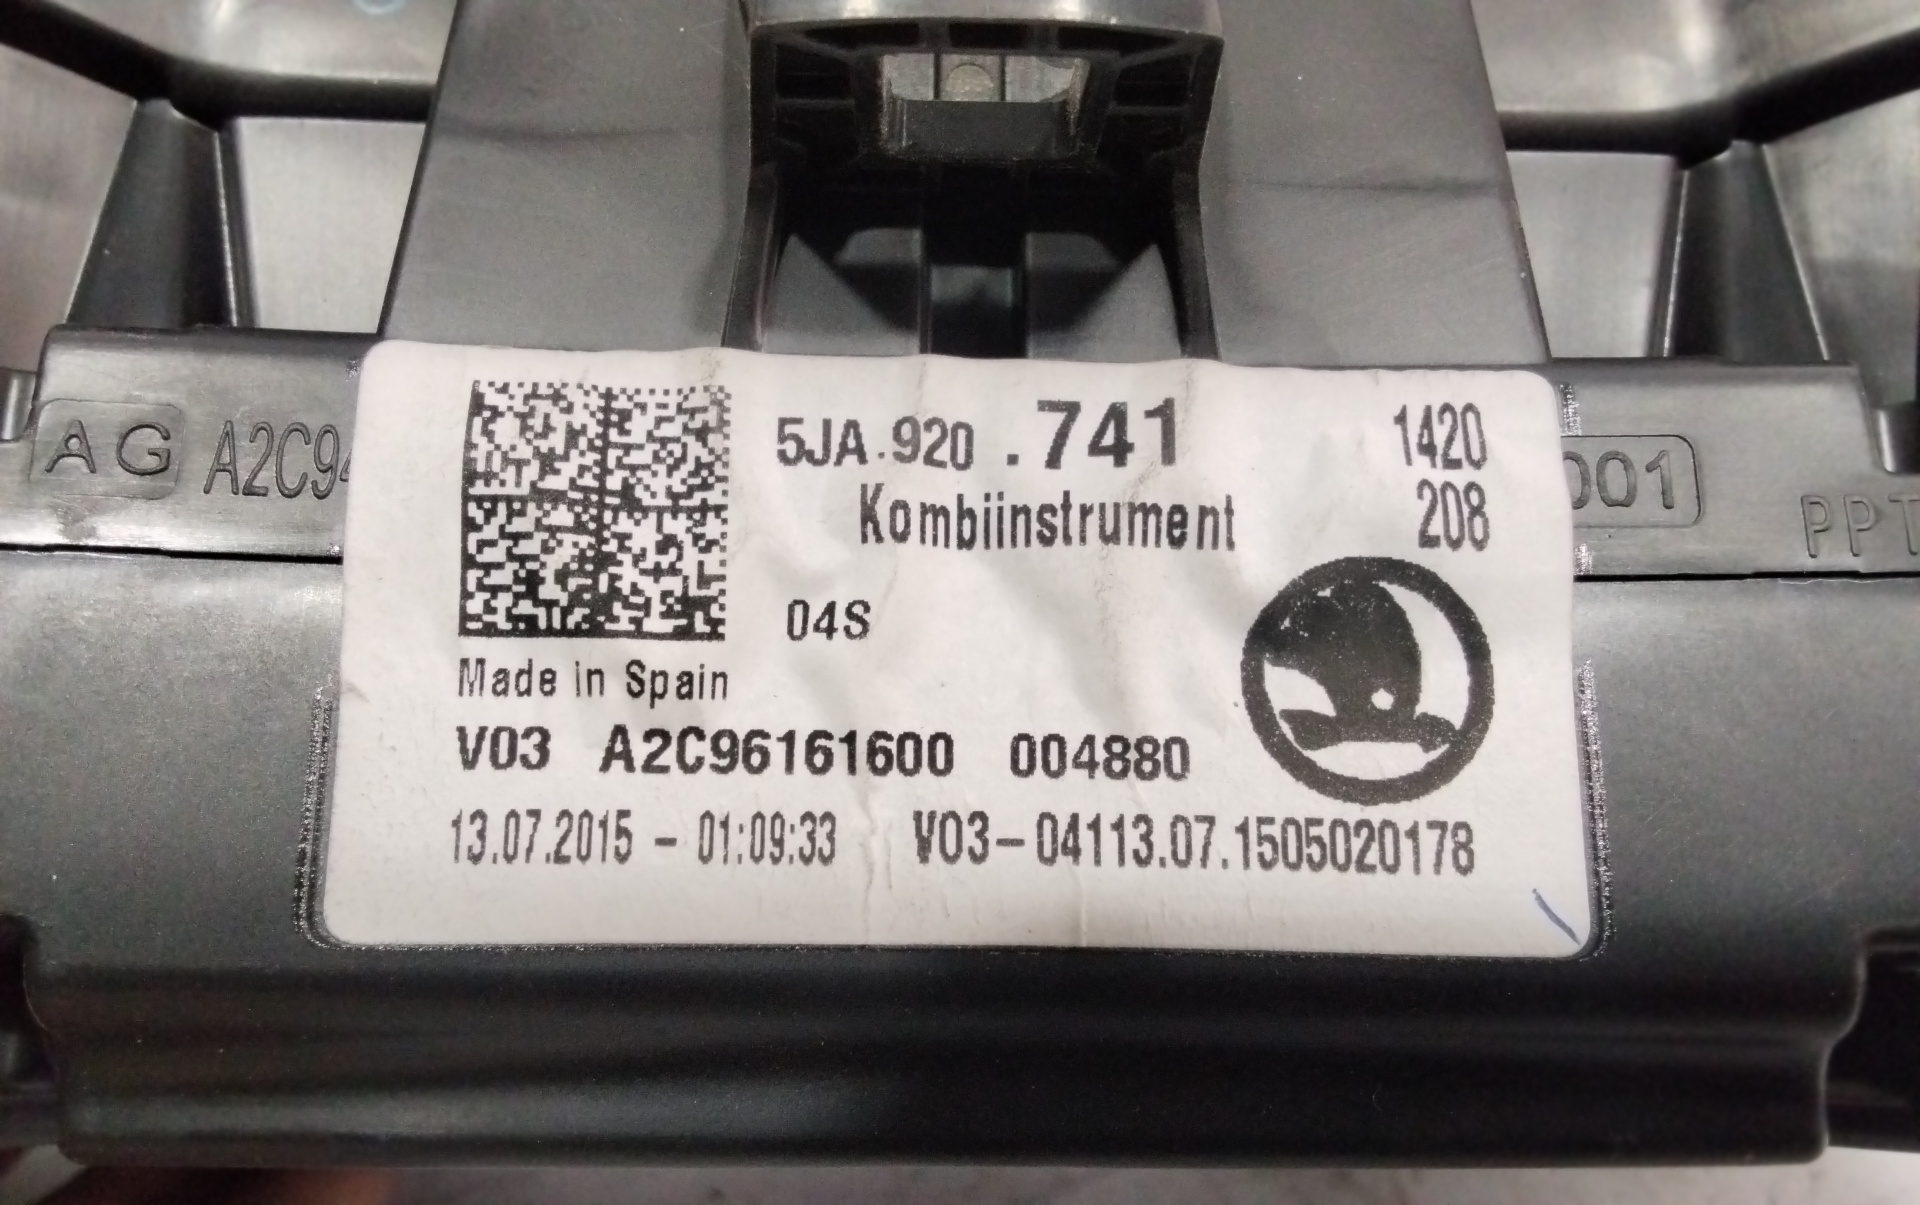 AG A2C94
001
PPT
5JA.920 .741 1420
Kombiinstrument 208
04S
Made in Spain
V03 A2C96161600 004880
13.07.2015 - 01:09:33 V03-04113.07.1505020178